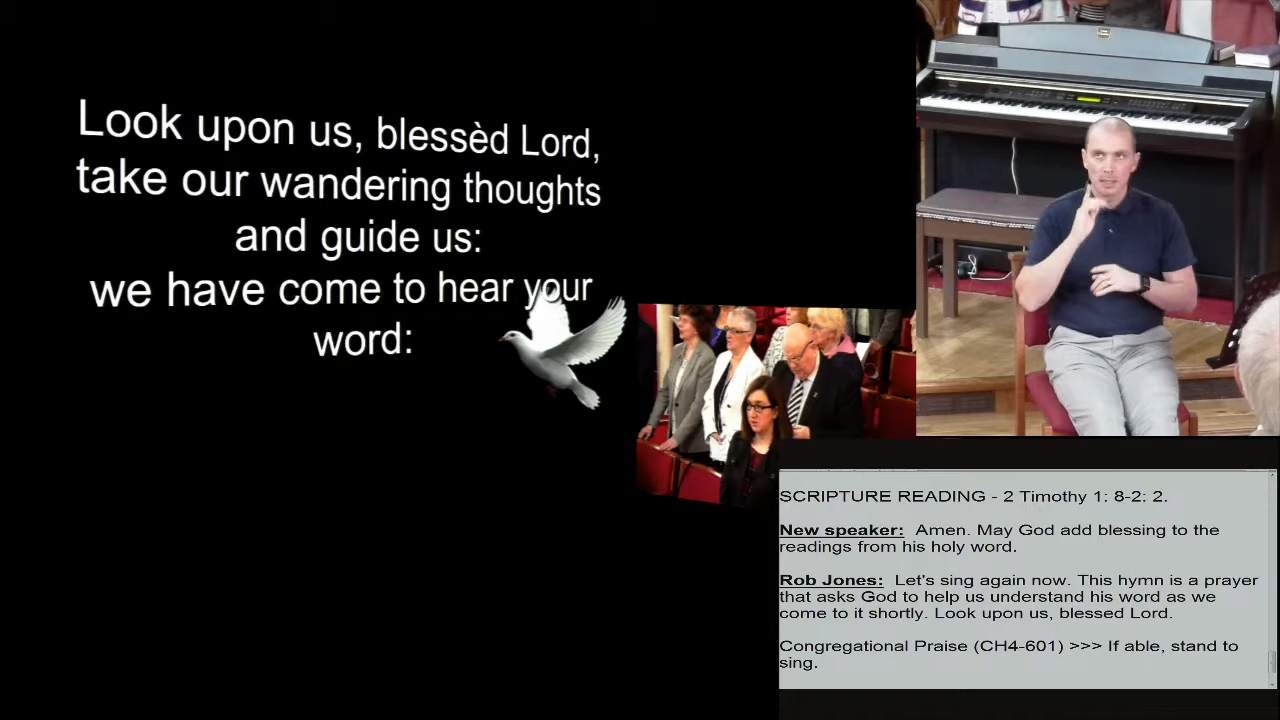 Look upon us, blessèd Lord,
take our wandering thoughts
and guide us:
we have come to hear your
word:
SCRIPTURE READING - 2 Timothy 1: 8-2: 2.
New speaker: Amen. May God add blessing to the
readings from his holy word.
Rob Jones: Let's sing again now. This hymn is a prayer
that asks God to help us understand his word as we
come to it shortly. Look upon us, blessed Lord.
Congregational Praise (CH4-601) >>> If able, stand to
sing.